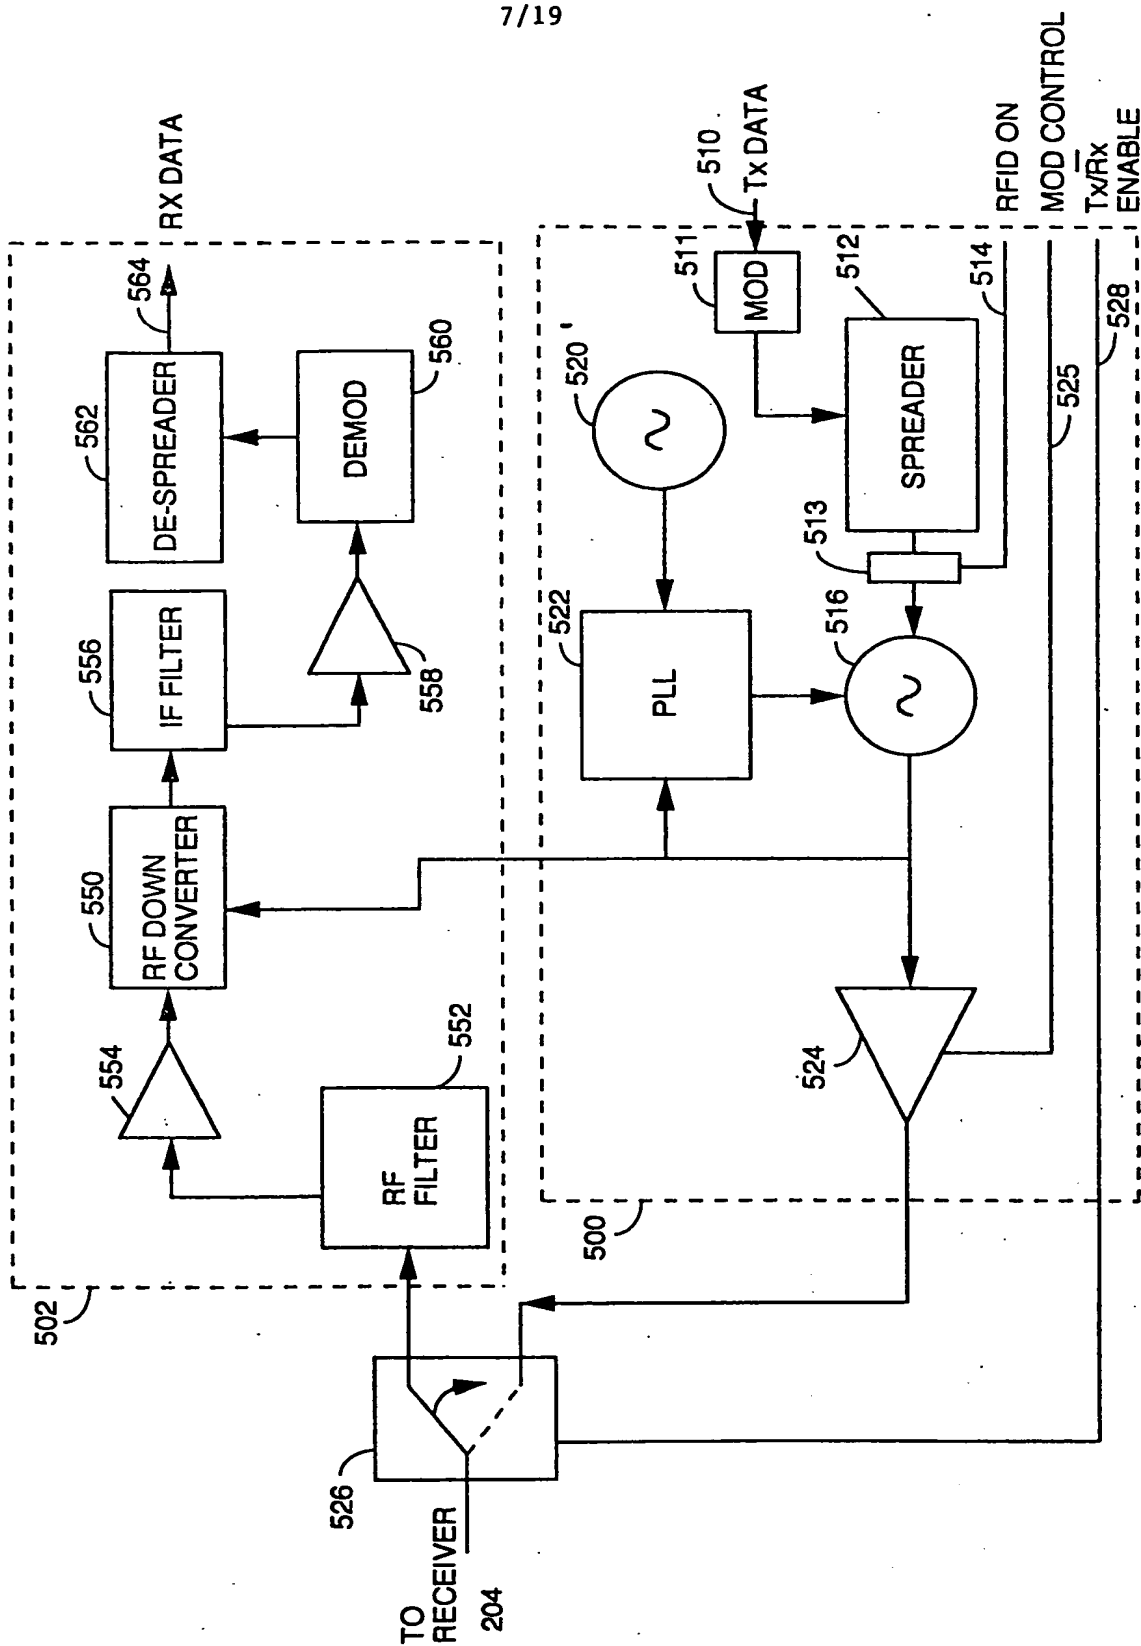 7/19
RX DATA
564
562
DE-SPREADER
560
DEMOD
556
IF FILTER
558
550
RF DOWN
CONVERTER
554
552
RF
FILTER
502
510
Tx DATA
511
MOD
512
SPREADER
520'
513
514
RFID ON
525
MOD CONTROL
528
Tx/R̅x̅
ENABLE
522
PLL
516
524
500
526
TO
RECEIVER
204